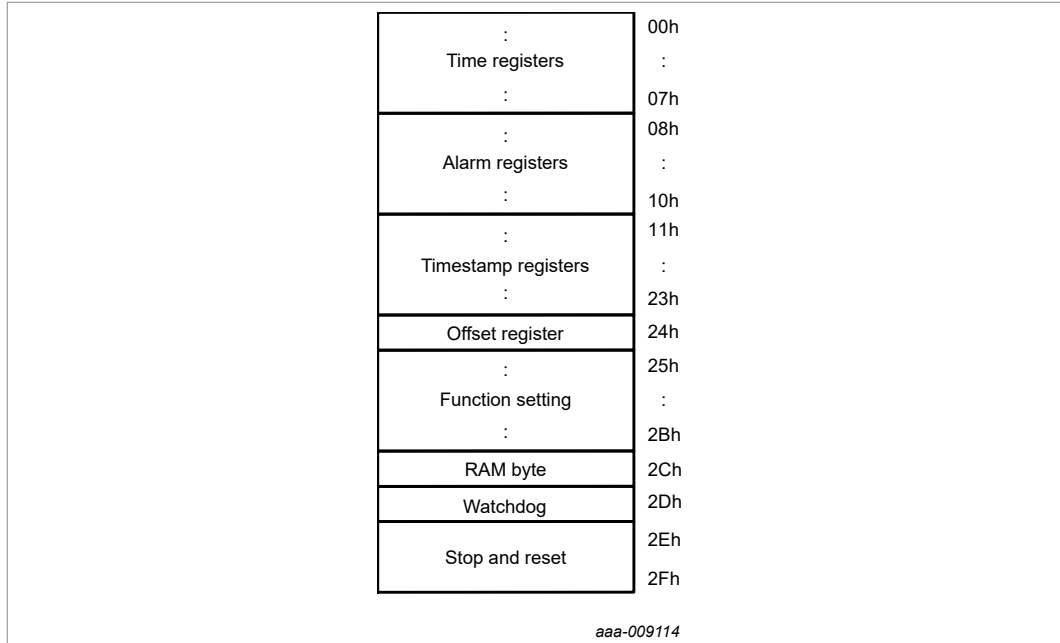 : 00h
Time registers :
: 07h
: 08h
Alarm registers :
: 10h
: 11h
Timestamp registers :
: 23h
Offset register 24h
: 25h
Function setting :
: 2Bh
RAM byte 2Ch
Watchdog 2Dh
2Eh
Stop and reset
2Fh
aaa-009114